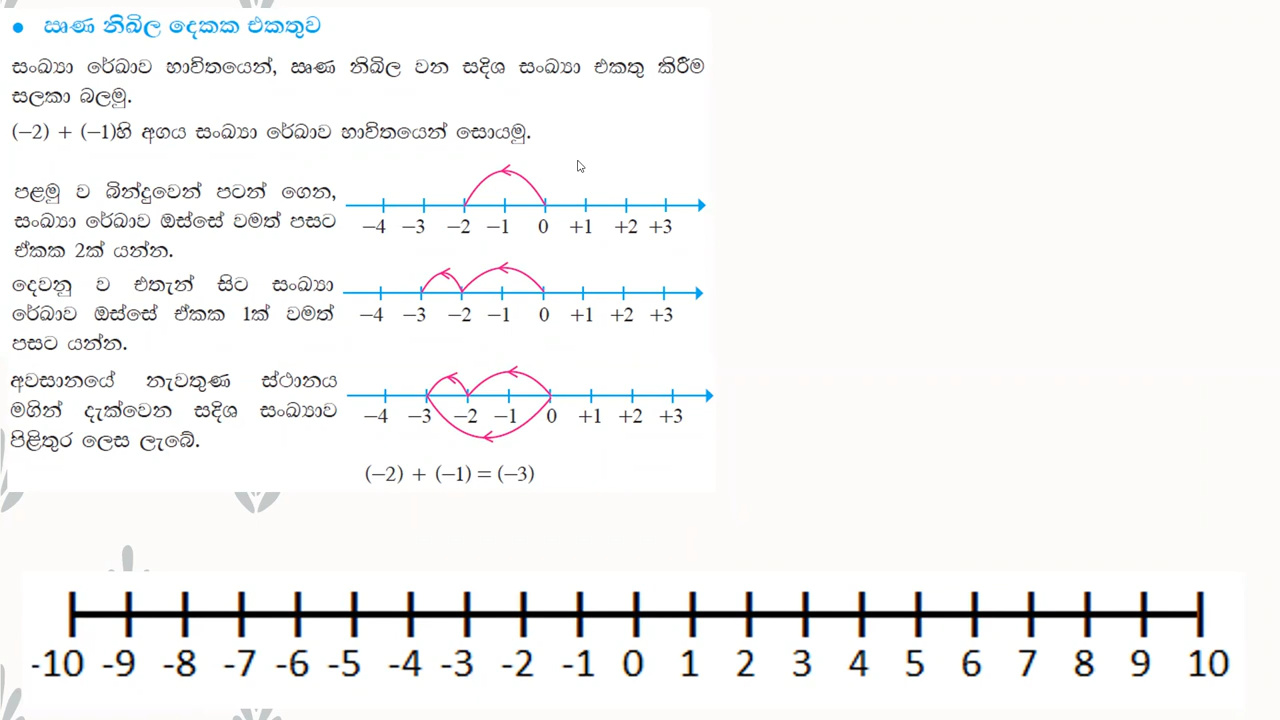 • ඍණ නිඛිල දෙකක එකතුව
සංඛ්‍යා රේඛාව භාවිතයෙන්, ඍණ නිඛිල වන සදිශ සංඛ්‍යා එකතු කිරීම
සලකා බලමු.
(−2) + (−1)හි අගය සංඛ්‍යා රේඛාව භාවිතයෙන් සොයමු.
පළමු ව බින්දුවෙන් පටන් ගෙන,
සංඛ්‍යා රේඛාව ඔස්සේ වමත් පසට
ඒකක 2ක් යන්න.
−4 −3 −2 −1 0 +1 +2 +3
දෙවනු ව එතැන් සිට සංඛ්‍යා
රේඛාව ඔස්සේ ඒකක 1ක් වමත්
පසට යන්න.
−4 −3 −2 −1 0 +1 +2 +3
අවසානයේ නැවතුණ ස්ථානය
මගින් දැක්වෙන සදිශ සංඛ්‍යාව
පිළිතුර ලෙස ලැබේ.
−4 −3 −2 −1 0 +1 +2 +3
(−2) + (−1) = (−3)
-10 -9 -8 -7 -6 -5 -4 -3 -2 -1 0 1 2 3 4 5 6 7 8 9 10